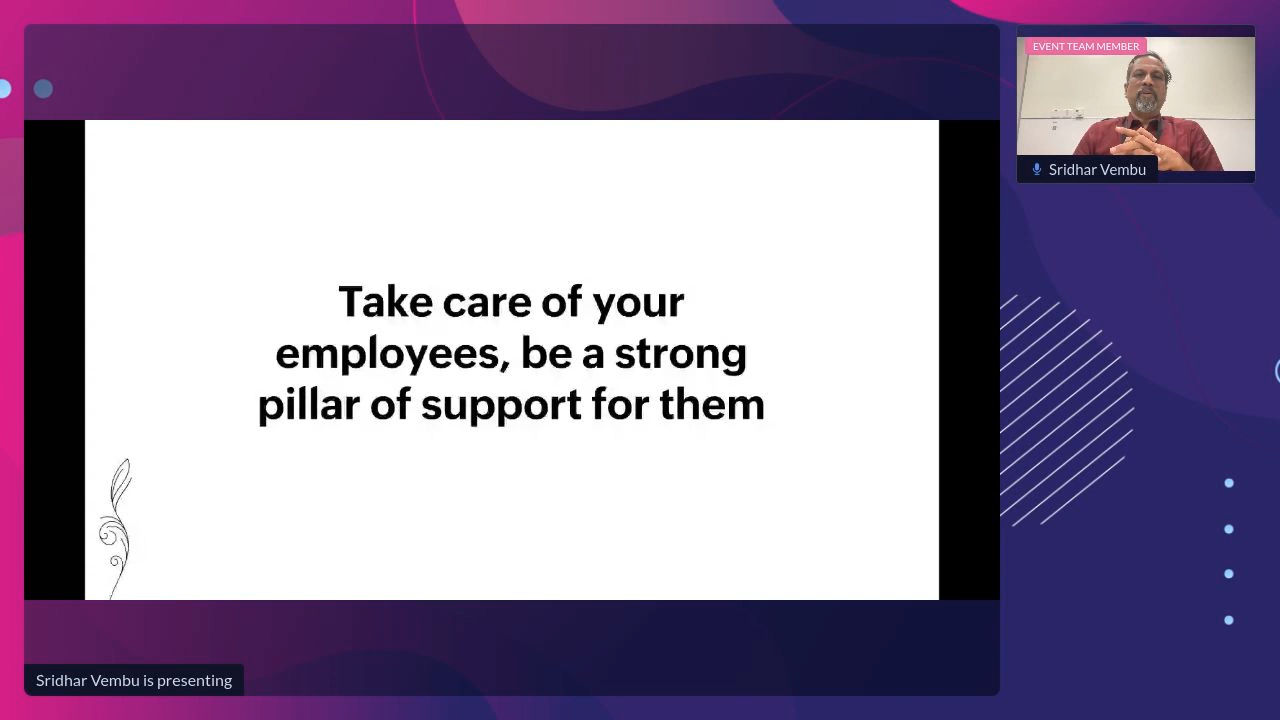 EVENT TEAM MEMBER
Sridhar Vembu
Take care of your
employees, be a strong
pillar of support for them
Sridhar Vembu is presenting